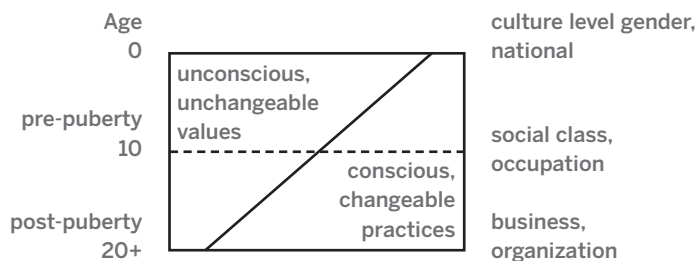 Age
0
pre-puberty
10
post-puberty
20+
unconscious,
unchangeable
values
conscious,
changeable
practices
culture level gender,
national
social class,
occupation
business,
organization